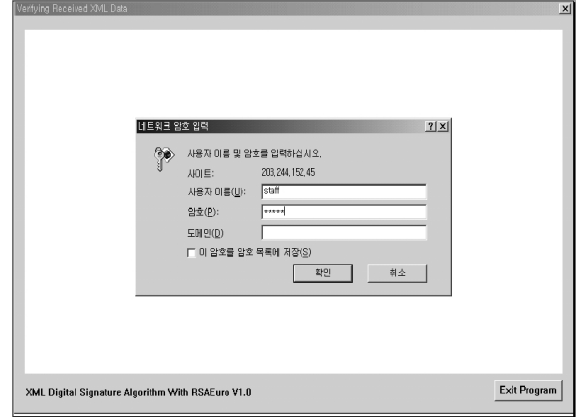 Verfying Received XML Data
네트워크 암호 입력
사용자 이름 및 암호를 입력하십시오.
사이트: 203,244,152,45
사용자 이름(U): staff
암호(P): *****
도메인(D)
이 암호를 암호 목록에 저장(S)
확인 취소
XML Digital Signature Algorithm With RSAEuro V1.0
Exit Program